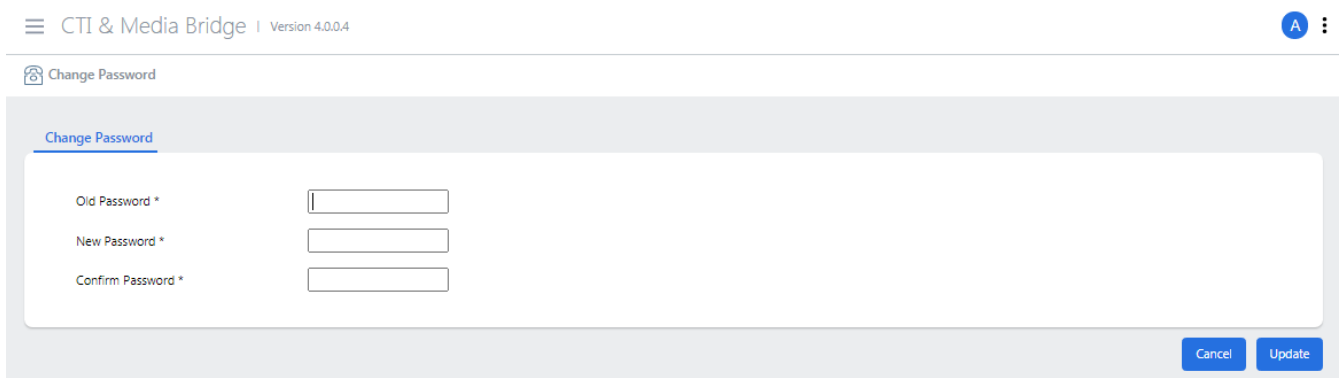 CTI & Media Bridge | Version 4.0.0.4
A
Change Password
Change Password
Old Password *
New Password *
Confirm Password *
Cancel Update